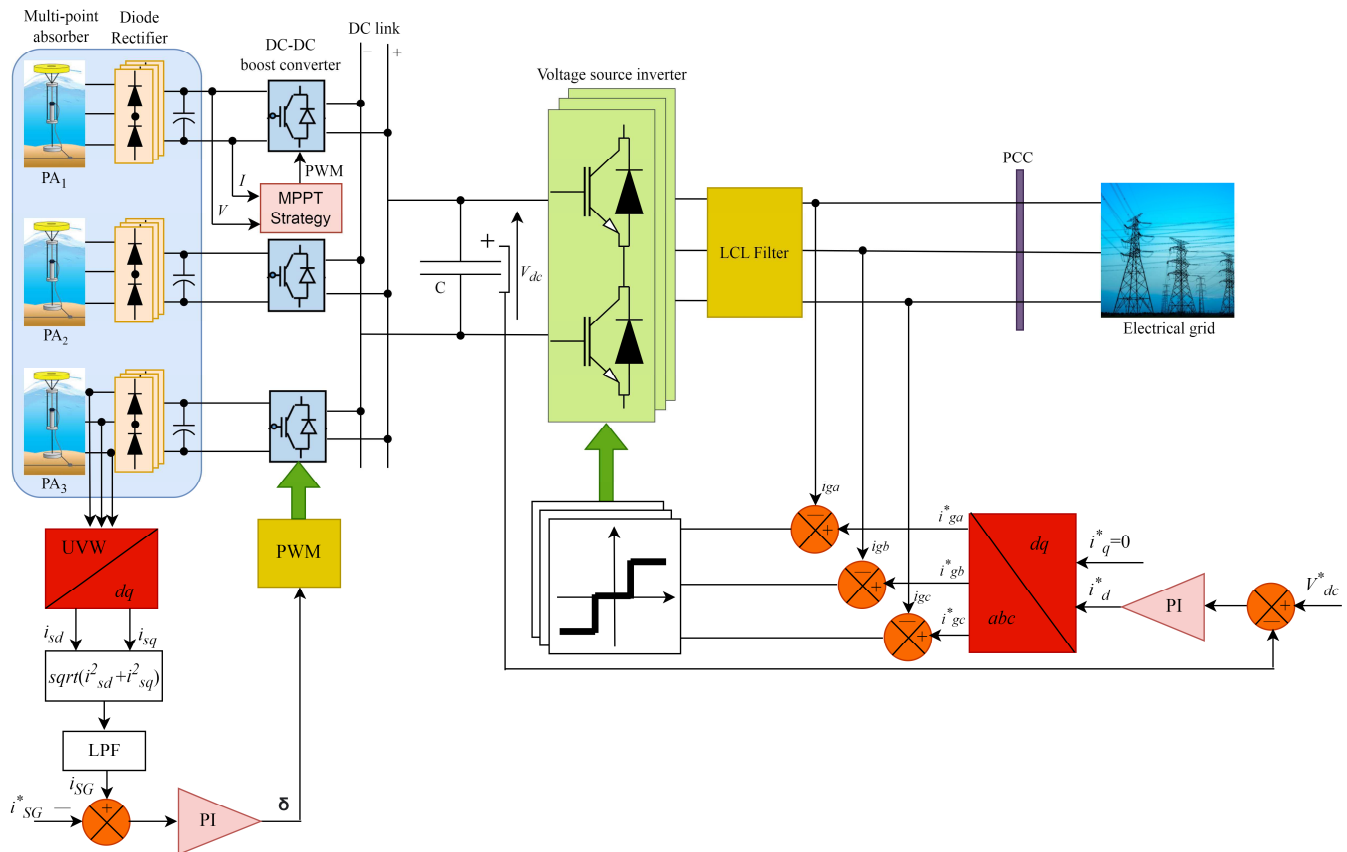 Multi-point
absorber
Diode
Rectifier
DC-DC
boost converter
DC link
−
+
Voltage source inverter
PA1
PA2
PA3
I
V
PWM
MPPT
Strategy
+
C
Vdc
LCL Filter
PCC
Electrical grid
UVW
dq
isd
isq
sqrt(i²sd+i²sq)
LPF
iSG
i*SG
−
+
PI
δ
PWM
iga
igb
igc
−
+
−
+
−
+
i*ga
i*gb
i*gc
dq
abc
i*q=0
i*d
PI
+
−
V*dc